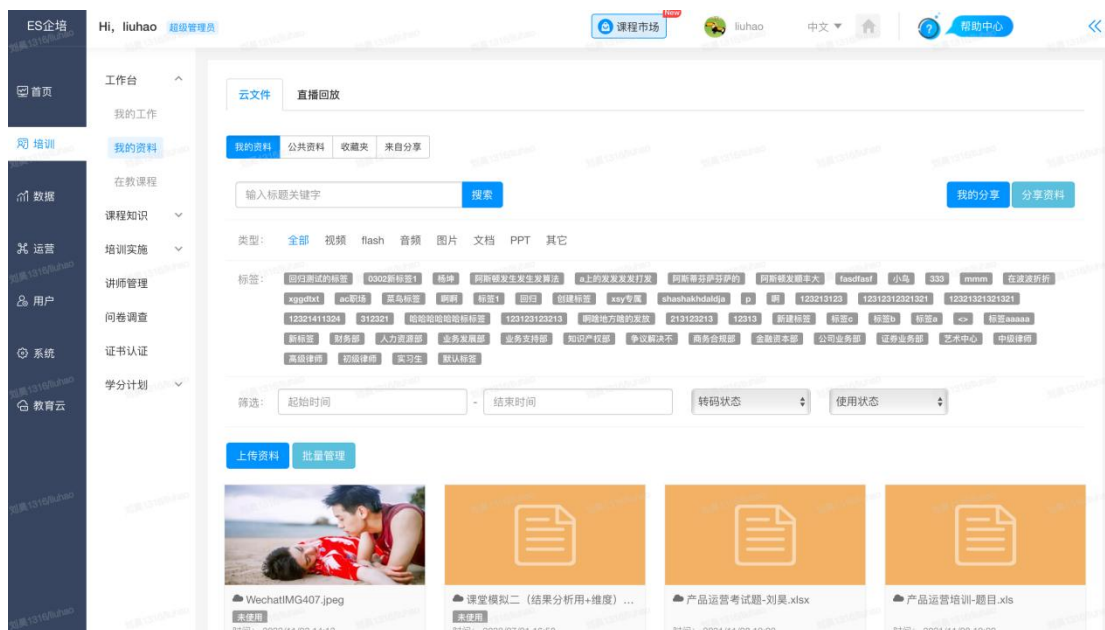 ES企培
Hi, liuhao 超级管理员
New
课程市场
liuhao
中文
帮助中心
首页
培训
数据
运营
用户
系统
教育云
工作台
我的工作
我的资料
在教课程
课程知识
培训实施
讲师管理
问卷调查
证书认证
学分计划
云文件 直播回放
我的资料 公共资料 收藏夹 来自分享
输入标题关键字 搜索 我的分享 分享资料
类型: 全部 视频 flash 音频 图片 文档 PPT 其它
标签: 回归测试的标签 0302新标签1 杨坤 阿斯顿发生发生发算法 a上的发发发发打发 阿斯蒂芬萨芬萨的 阿斯顿发顺丰大 fasdfasf 小鸟 333 mmm 在波波折折
xggdtxt ac职场 菜鸟标签 啊啊 标签1 回归 创建标签 xsy专属 shashakhdaldja p 啊 123213123 12312312321321 12321321321321
12321411324 312321 哈哈哈哈哈哈标标签 123123123213 啊啥地方啥的发放 213123213 12313 新建标签 标签c 标签b 标签a <> 标签aaaaa
新标签 财务部 人力资源部 业务发展部 业务支持部 知识产权部 争议解决不 商务合规部 金融资本部 公司业务部 证券业务部 艺术中心 中级律师
高级律师 初级律师 实习生 默认标签
筛选: 起始时间 - 结束时间 转码状态 使用状态
上传资料 批量管理
WechatIMG407.jpeg
未使用
课堂模拟二（结果分析用+维度）...
未使用
产品运营考试题-刘昊.xlsx
产品运营培训-题目.xls